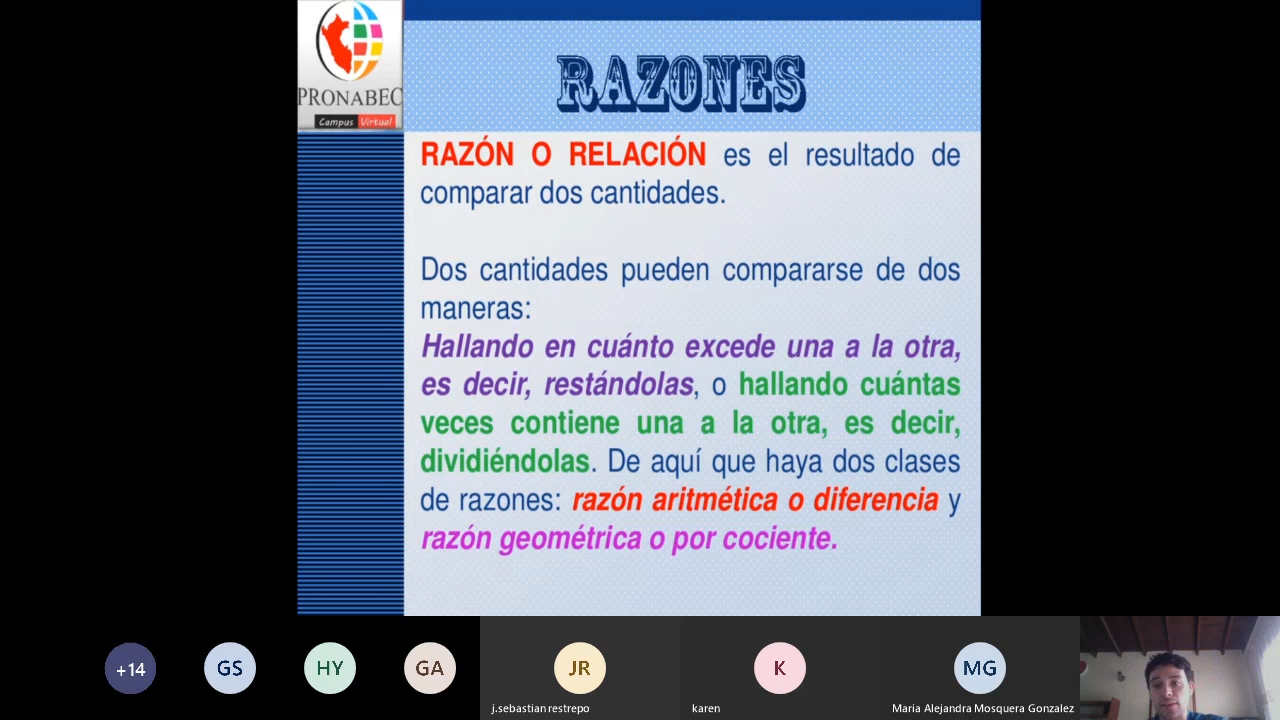 PRONABEC
Campus Virtual
RAZONES
RAZÓN O RELACIÓN es el resultado de
comparar dos cantidades.
Dos cantidades pueden compararse de dos
maneras:
Hallando en cuánto excede una a la otra,
es decir, restándolas, o hallando cuántas
veces contiene una a la otra, es decir,
dividiéndolas. De aquí que haya dos clases
de razones: razón aritmética o diferencia y
razón geométrica o por cociente.
+14
GS
HY
GA
JR
K
MG
j.sebastian restrepo
karen
Maria Alejandra Mosquera Gonzalez